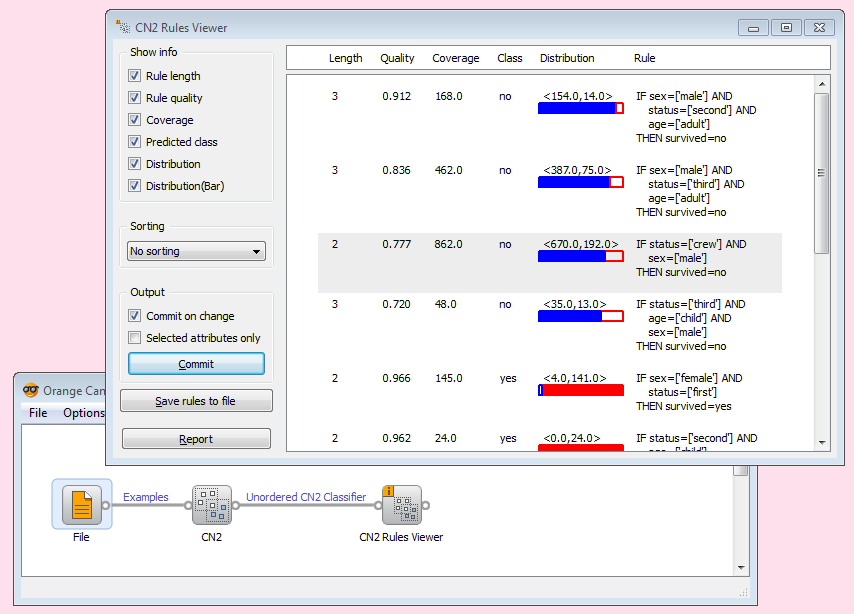 CN2 Rules Viewer
Show info
Rule length
Rule quality
Coverage
Predicted class
Distribution
Distribution(Bar)
Sorting
No sorting
Output
Commit on change
Selected attributes only
Commit
Save rules to file
Report
Length Quality Coverage Class Distribution Rule
3 0.912 168.0 no <154.0,14.0> IF sex=['male'] AND
status=['second'] AND
age=['adult']
THEN survived=no
3 0.836 462.0 no <387.0,75.0> IF sex=['male'] AND
status=['third'] AND
age=['adult']
THEN survived=no
2 0.777 862.0 no <670.0,192.0> IF status=['crew'] AND
sex=['male']
THEN survived=no
3 0.720 48.0 no <35.0,13.0> IF status=['third'] AND
age=['child'] AND
sex=['male']
THEN survived=no
2 0.966 145.0 yes <4.0,141.0> IF sex=['female'] AND
status=['first']
THEN survived=yes
2 0.962 24.0 yes <0.0,24.0> IF status=['second'] AND
age=['child']
Orange Can
File Options
Examples
Unordered CN2 Classifier
File
CN2
CN2 Rules Viewer